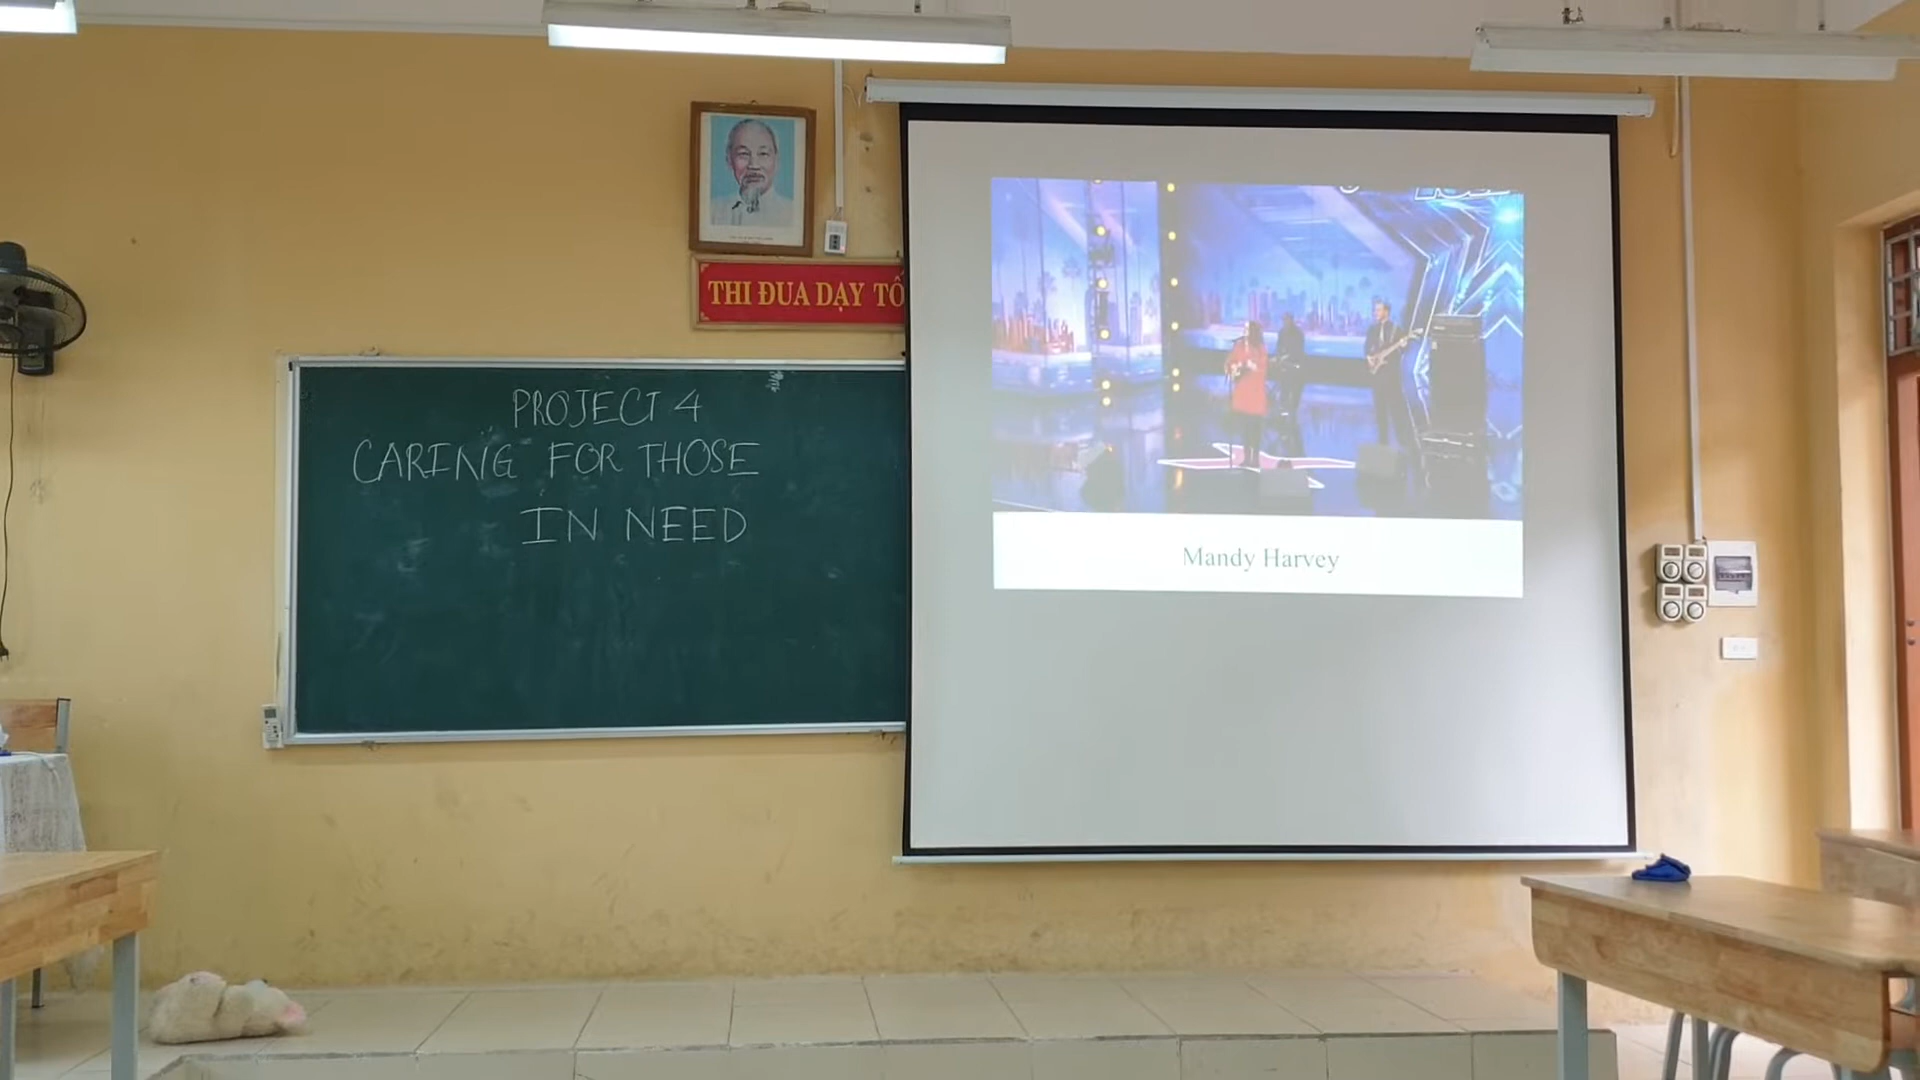 THI ĐUA DẠY TỐ
PROJECT 4
CARING FOR THOSE
IN NEED
Mandy Harvey